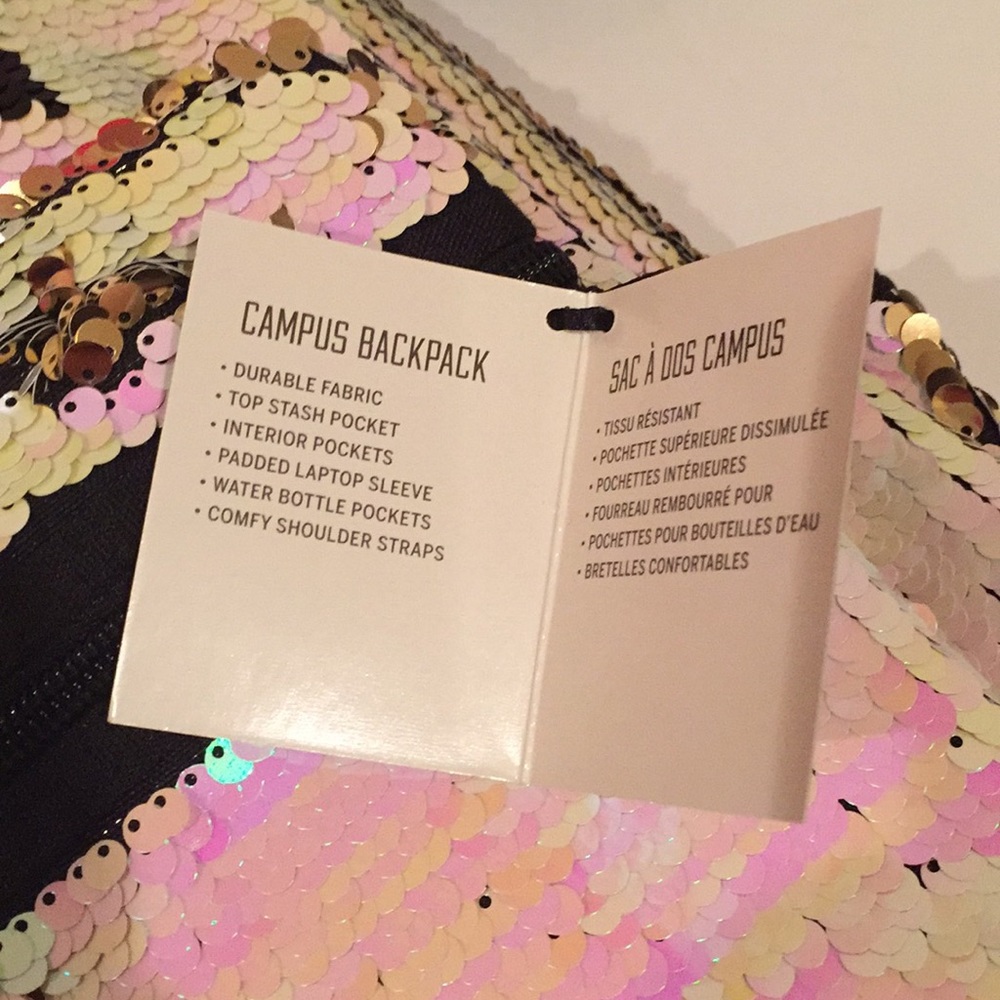 CAMPUS BACKPACK
• DURABLE FABRIC
• TOP STASH POCKET
• INTERIOR POCKETS
• PADDED LAPTOP SLEEVE
• WATER BOTTLE POCKETS
• COMFY SHOULDER STRAPS
SAC À DOS CAMPUS
• TISSU RÉSISTANT
• POCHETTE SUPÉRIEURE DISSIMULÉE
• POCHETTES INTÉRIEURES
• FOURREAU REMBOURRÉ POUR
• POCHETTES POUR BOUTEILLES D'EAU
• BRETELLES CONFORTABLES